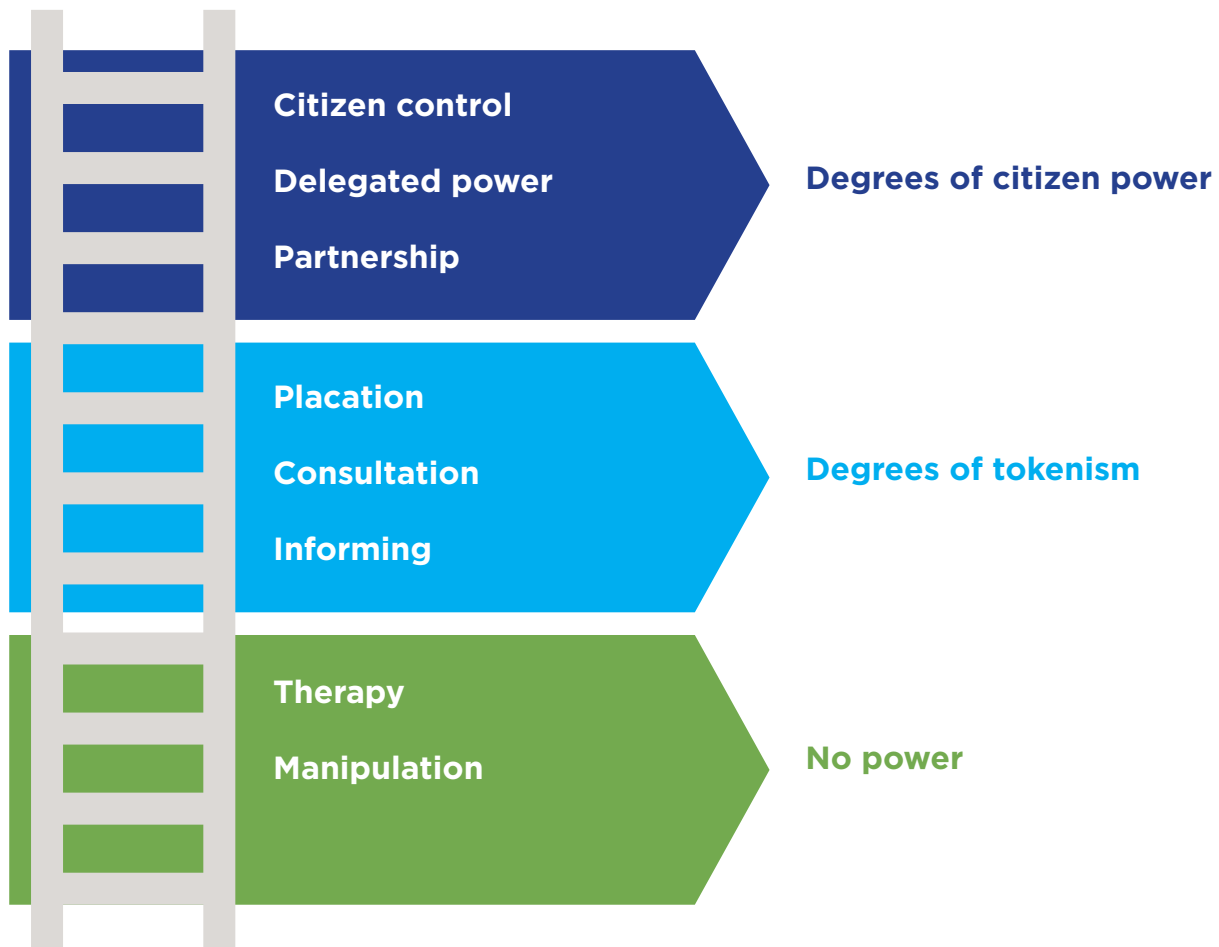 Citizen control
Delegated power
Partnership
Degrees of citizen power
Placation
Consultation
Informing
Degrees of tokenism
Therapy
Manipulation
No power